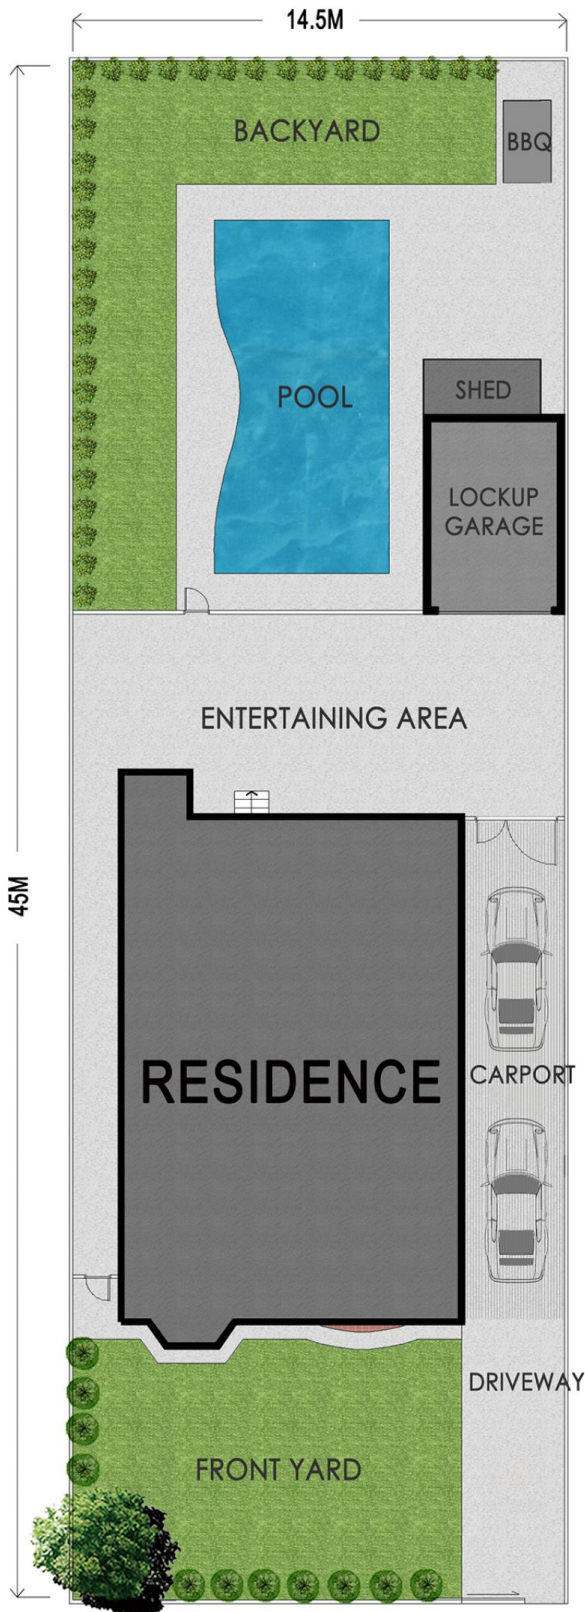 14.5M
BACKYARD
BBQ
POOL
SHED
LOCKUP
GARAGE
ENTERTAINING AREA
45M
RESIDENCE
CARPORT
DRIVEWAY
FRONT YARD